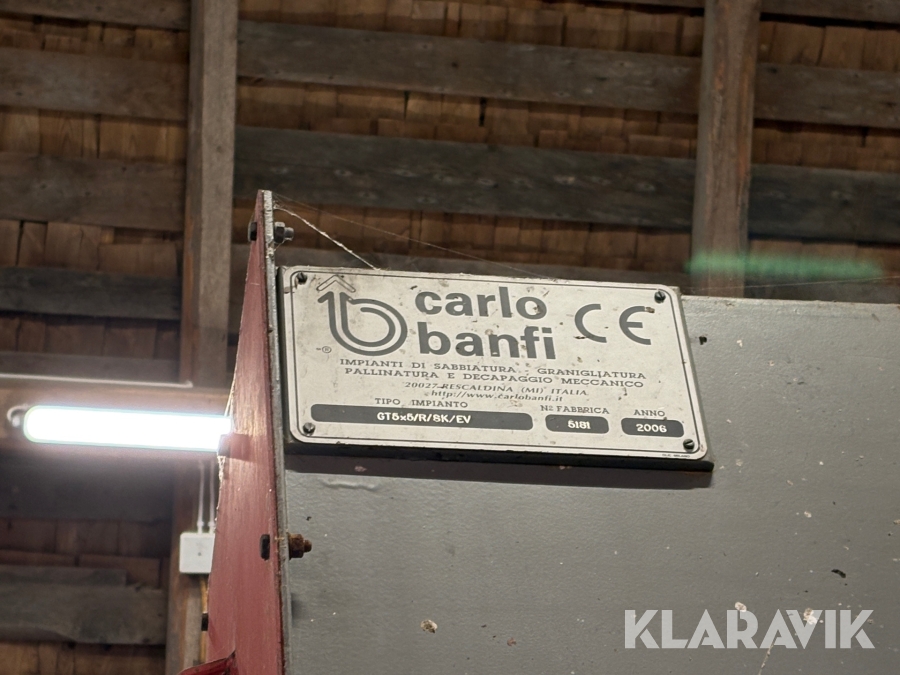 carlo
banfi
CE
®
IMPIANTI DI SABBIATURA - GRANIGLIATURA
PALLINATURA E DECAPAGGIO MECCANICO
20027-RESCALDINA (MI) ITALIA
http://www.carlobanfi.it
TIPO IMPIANTO Nº FABBRICA ANNO
GT5x5/R/SK/EV 5181 2006
KLARAVIK